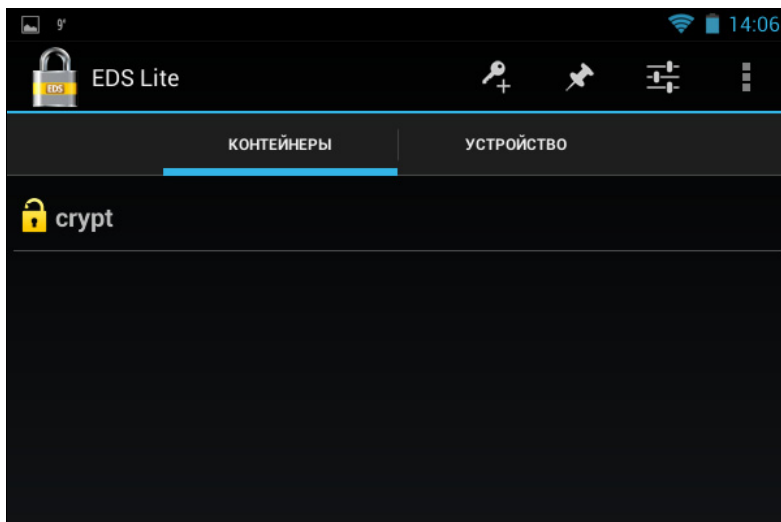 9°
14:06
EDS
EDS Lite
КОНТЕЙНЕРЫ
УСТРОЙСТВО
crypt